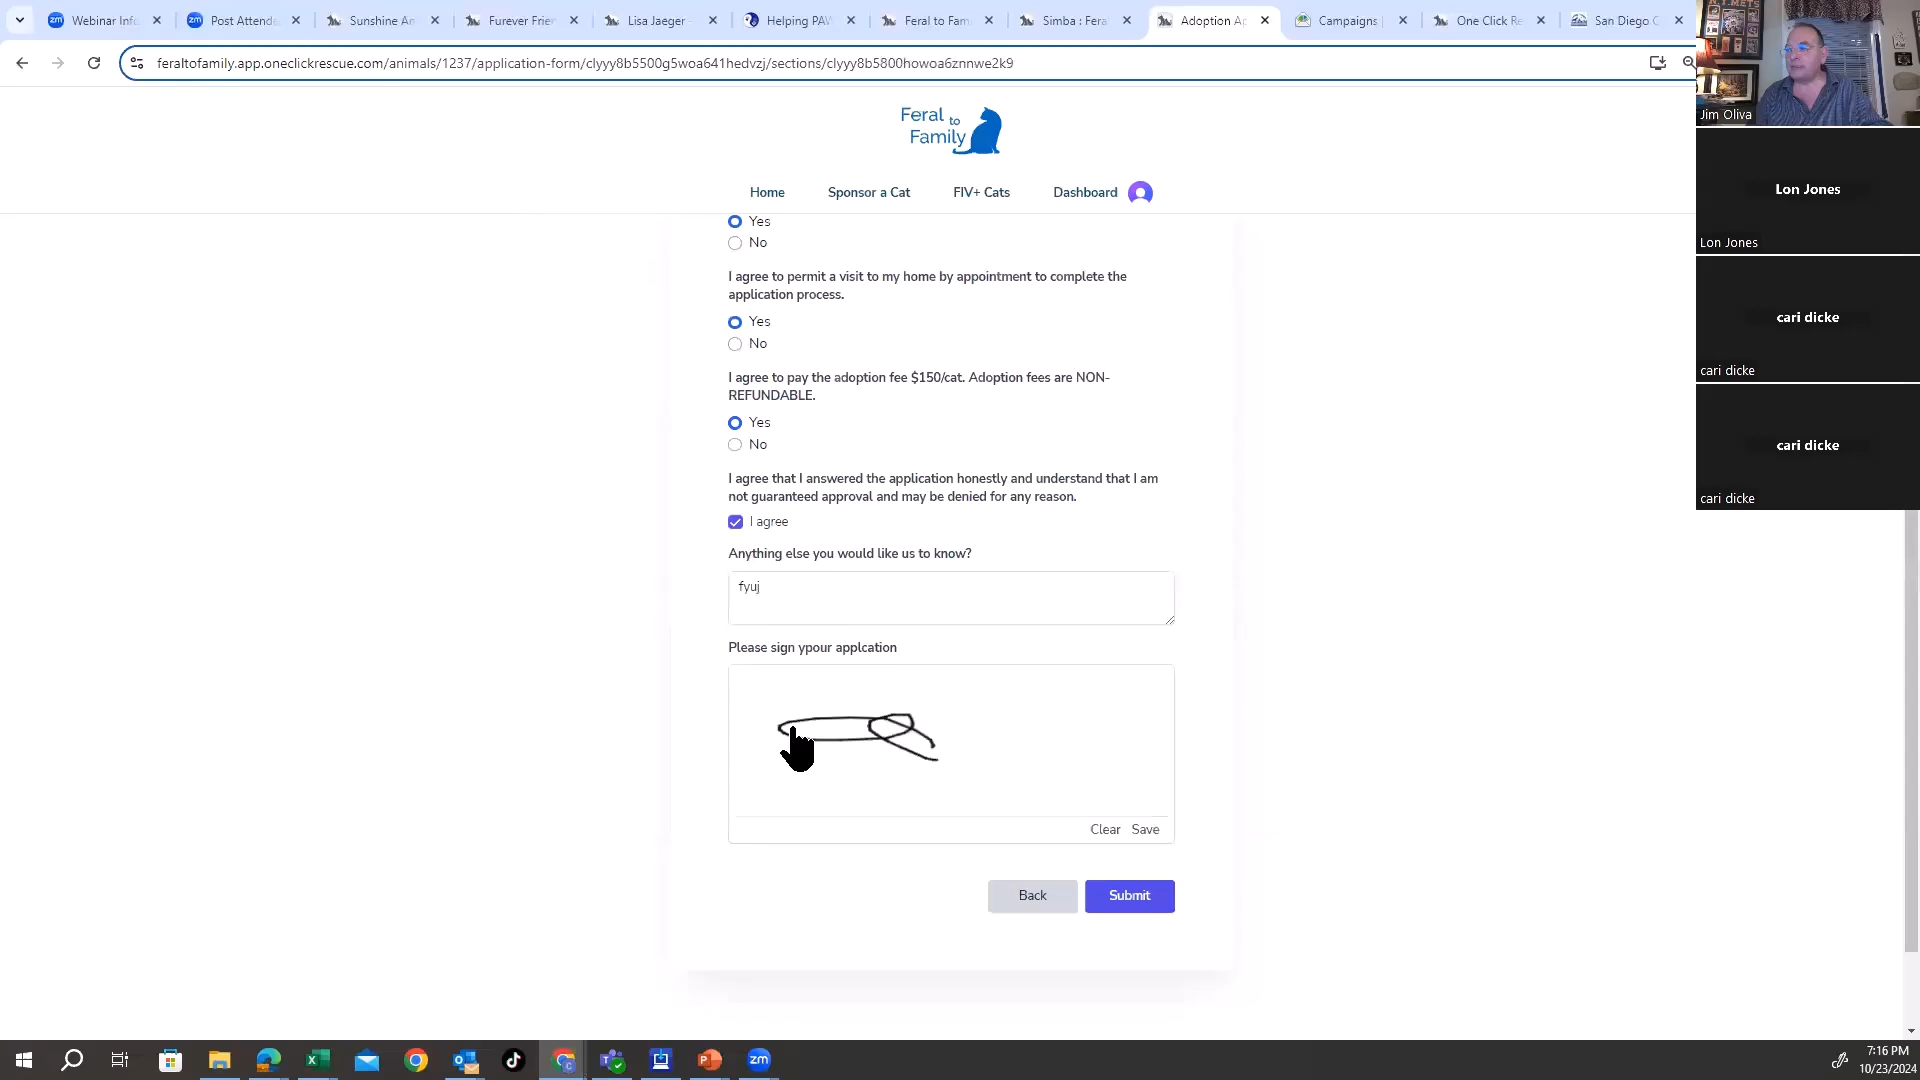 Webinar Info
Post Attende
Sunshine An
Furever Frien
Lisa Jaeger -
Helping PAW
Feral to Fam
Simba : Fera
Adoption Ap
Campaigns
One Click Re
San Diego C
feraltofamily.app.oneclickrescue.com/animals/1237/application-form/clyyy8b5500g5woa641hedvzj/sections/clyyy8b5800howoa6znnwe2k9
Feral to
Family
Home
Sponsor a Cat
FIV+ Cats
Dashboard
Yes
No
I agree to permit a visit to my home by appointment to complete the
application process.
Yes
No
I agree to pay the adoption fee $150/cat. Adoption fees are NON-
REFUNDABLE.
Yes
No
I agree that I answered the application honestly and understand that I am
not guaranteed approval and may be denied for any reason.
I agree
Anything else you would like us to know?
fyuj
Please sign ypour applcation
Clear
Save
Back
Submit
Jim Oliva
Lon Jones
Lon Jones
cari dicke
cari dicke
cari dicke
cari dicke
7:16 PM
10/23/2024